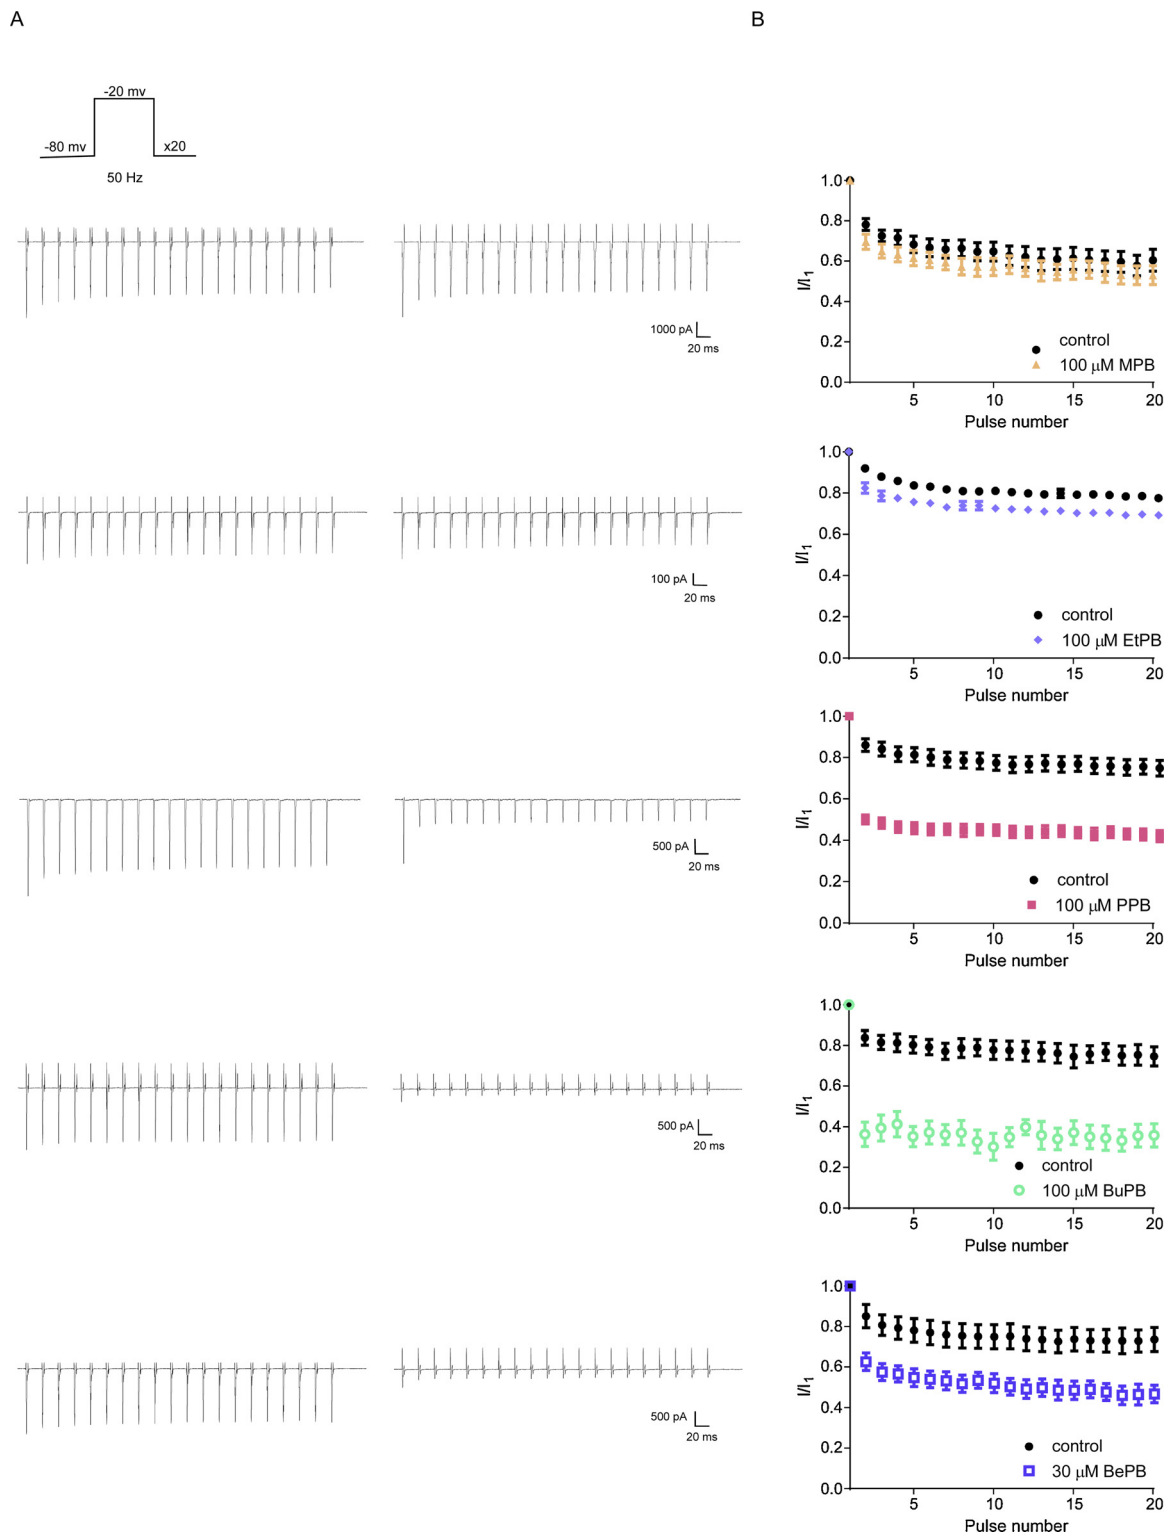 A
B
-20 mv
-80 mv
x20
50 Hz
1000 pA
20 ms
1.0
0.8
0.6
0.4
0.2
0.0
I/I1
control
100 μM MPB
5
10
15
20
Pulse number
100 pA
20 ms
1.0
0.8
0.6
0.4
0.2
0.0
I/I1
control
100 μM EtPB
5
10
15
20
Pulse number
500 pA
20 ms
1.0
0.8
0.6
0.4
0.2
0.0
I/I1
control
100 μM PPB
5
10
15
20
Pulse number
500 pA
20 ms
1.0
0.8
0.6
0.4
0.2
0.0
I/I1
control
100 μM BuPB
5
10
15
20
Pulse number
500 pA
20 ms
1.0
0.8
0.6
0.4
0.2
0.0
I/I1
control
30 μM BePB
5
10
15
20
Pulse number